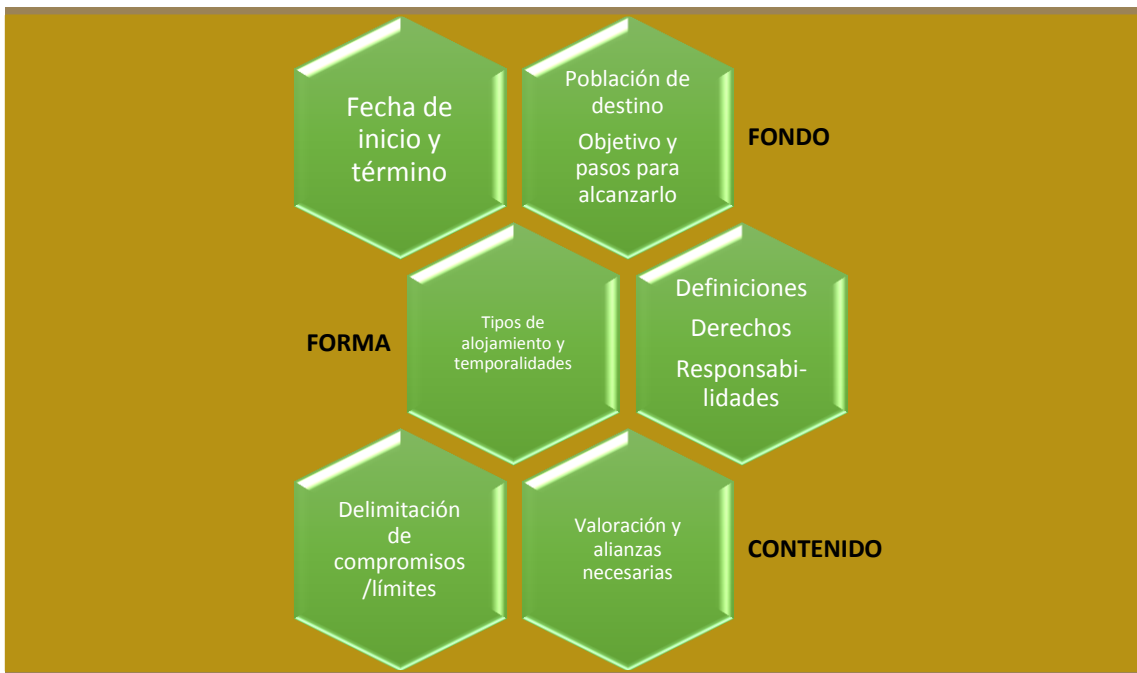 Fecha de
inicio y
término
Población de
destino
Objetivo y
pasos para
alcanzarlo
FONDO
FORMA
Tipos de
alojamiento y
temporalidades
Definiciones
Derechos
Responsabi-
lidades
Delimitación
de
compromisos
/límites
Valoración y
alianzas
necesarias
CONTENIDO